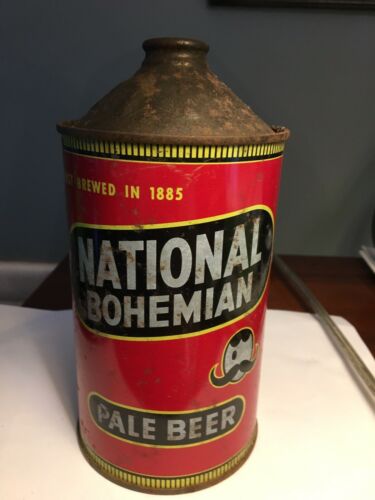 BREWED IN 1885
NATIONAL
BOHEMIAN
PALE BEER